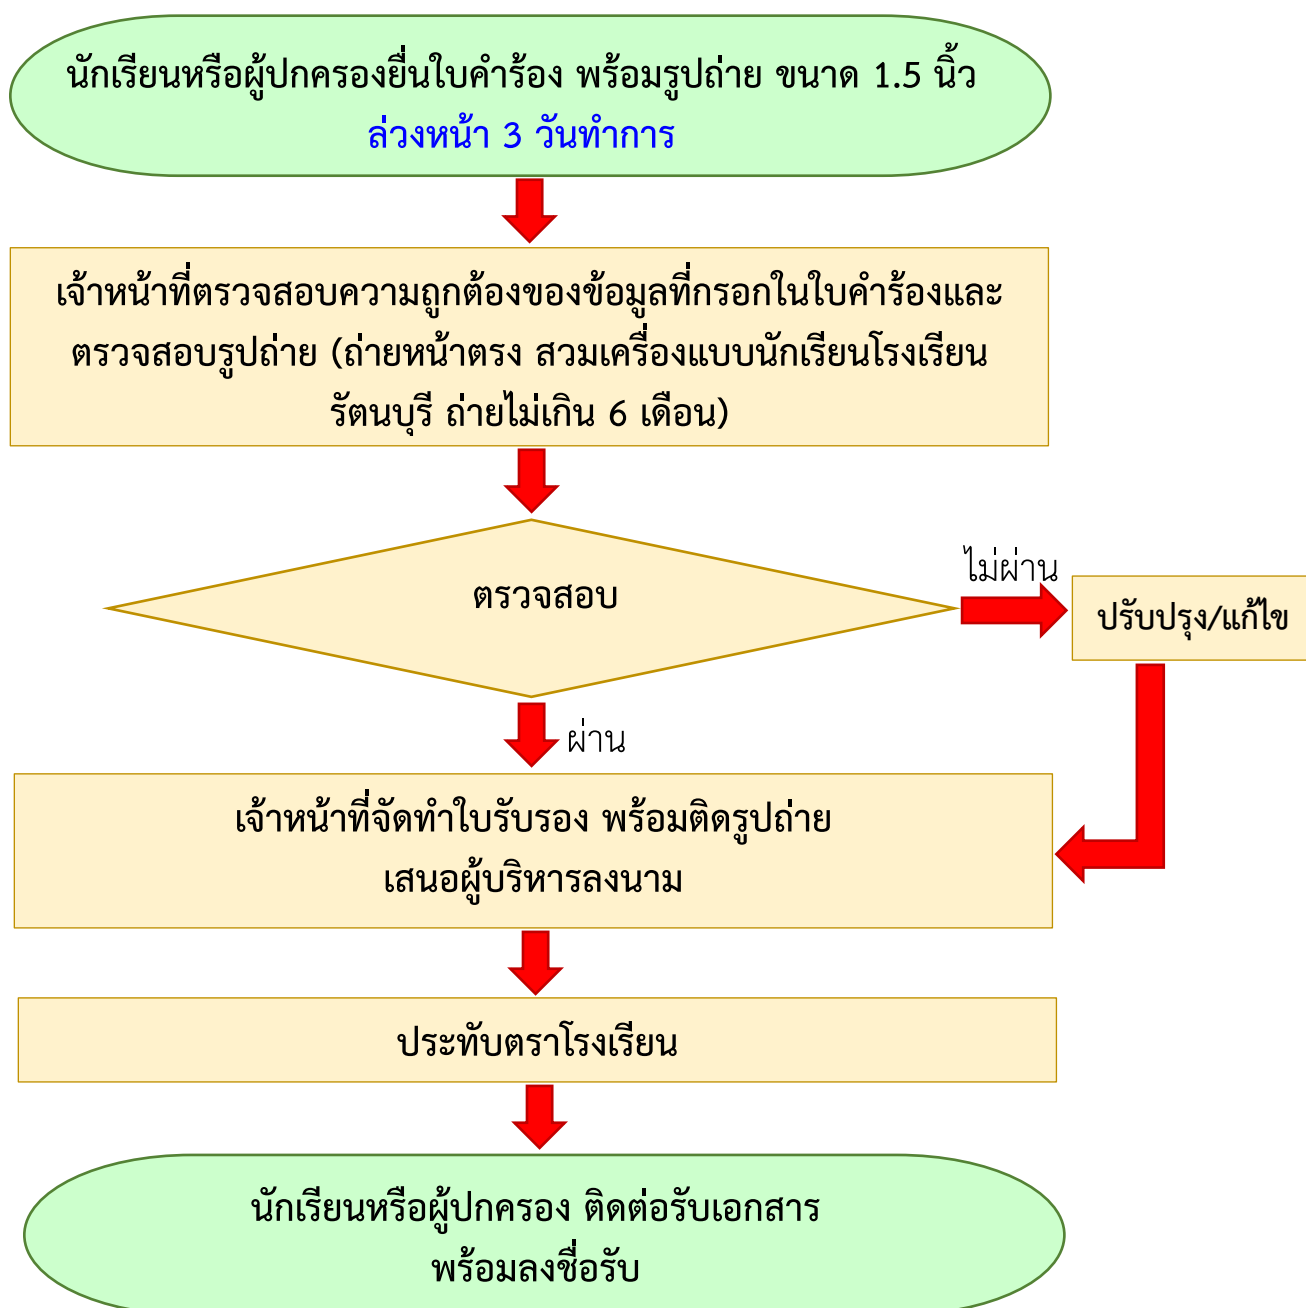 นักเรียนหรือผู้ปกครองยื่นใบคำร้อง พร้อมรูปถ่าย ขนาด 1.5 นิ้ว
ล่วงหน้า 3 วันทำการ
เจ้าหน้าที่ตรวจสอบความถูกต้องของข้อมูลที่กรอกในใบคำร้องและ
ตรวจสอบรูปถ่าย (ถ่ายหน้าตรง สวมเครื่องแบบนักเรียนโรงเรียน
รัตนบุรี ถ่ายไม่เกิน 6 เดือน)
ตรวจสอบ
ไม่ผ่าน
ปรับปรุง/แก้ไข
ผ่าน
เจ้าหน้าที่จัดทำใบรับรอง พร้อมติดรูปถ่าย
เสนอผู้บริหารลงนาม
ประทับตราโรงเรียน
นักเรียนหรือผู้ปกครอง ติดต่อรับเอกสาร
พร้อมลงชื่อรับ